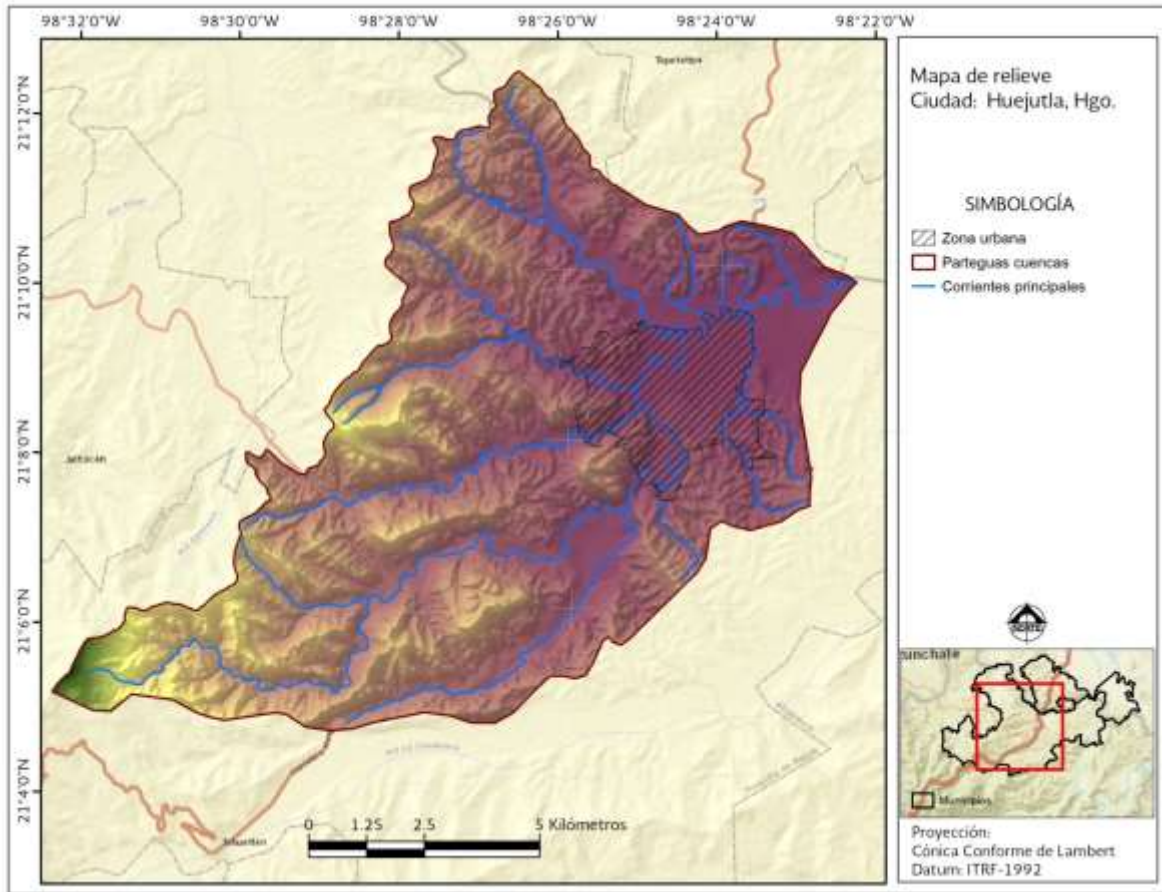 98°32'0"W 98°30'0"W 98°28'0"W 98°26'0"W 98°24'0"W 98°22'0"W
21°12'0"N
21°10'0"N
21°8'0"N
21°6'0"N
21°4'0"N
Jaltocán
0 1.25 2.5 5 Kilómetros
Mapa de relieve
Ciudad: Huejutla, Hgo.
SIMBOLOGÍA
Zona urbana
Parteguas cuencas
Corrientes principales
NORTE
Municipios
Proyección:
Cónica Conforme de Lambert
Datum: ITRF-1992